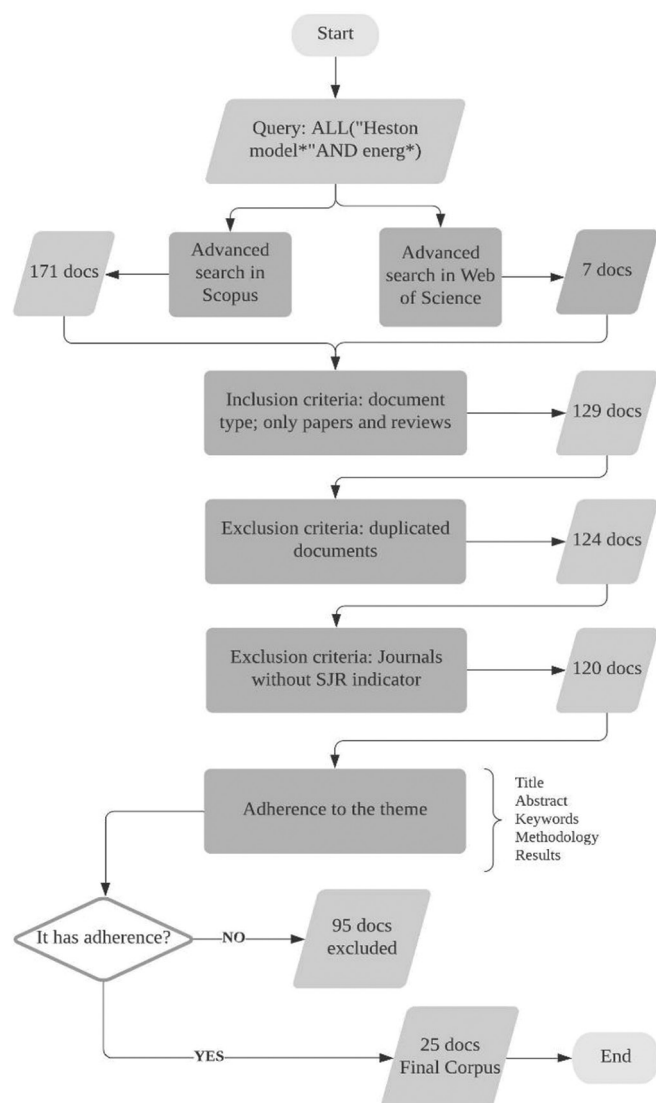 Start
Query: ALL("Heston
model*"AND energ*)
171 docs
Advanced
search in
Scopus
Advanced
search in Web
of Science
7 docs
Inclusion criteria: document
type; only papers and reviews
129 docs
Exclusion criteria: duplicated
documents
124 docs
Exclusion criteria: Journals
without SJR indicator
120 docs
Adherence to the theme
Title
Abstract
Keywords
Methodology
Results
It has adherence?
NO
95 docs
excluded
YES
25 docs
Final Corpus
End